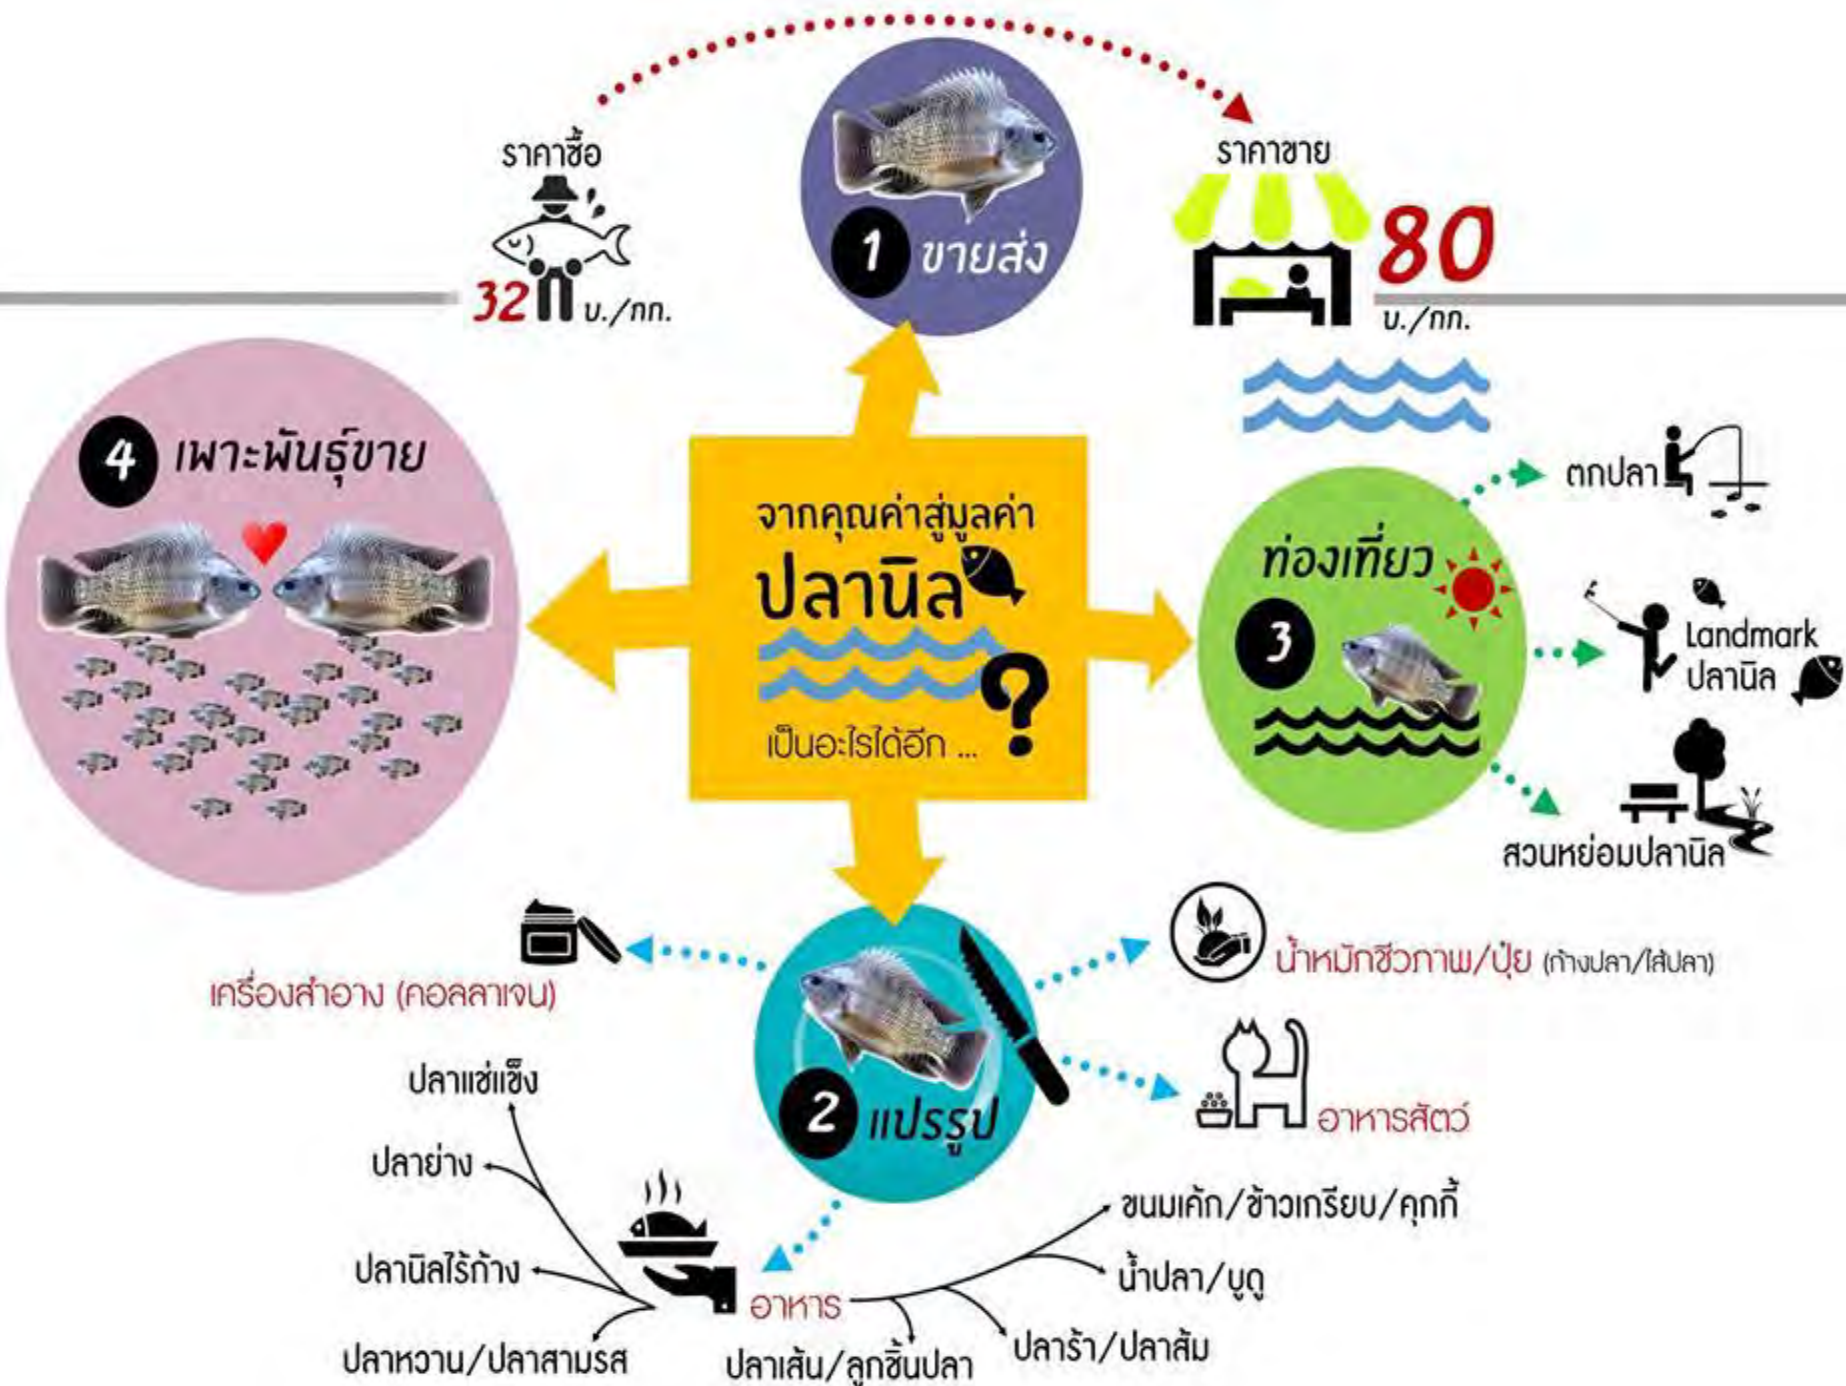 ราคาซื้อ
32 บ./กก.
1 ขายส่ง
ราคาขาย
80
บ./กก.
4 เพาะพันธุ์ขาย
จากคุณค่าสู่มูลค่า
ปลานิล
?
เป็นอะไรได้อีก ...
ท่องเที่ยว
3
ตกปลา
Landmark
ปลานิล
สวนหย่อมปลานิล
2 แปรรูป
เครื่องสำอาง (คอลลาเจน)
น้ำหมักชีวภาพ/ปุ๋ย (ก้างปลา/ไส้ปลา)
อาหารสัตว์
อาหาร
ปลาแช่แข็ง
ปลาย่าง
ปลานิลไร้ก้าง
ปลาหวาน/ปลาสามรส
ปลาเส้น/ลูกชิ้นปลา
ปลาร้า/ปลาส้ม
น้ำปลา/บูดู
ขนมเค้ก/ข้าวเกรียบ/คุกกี้